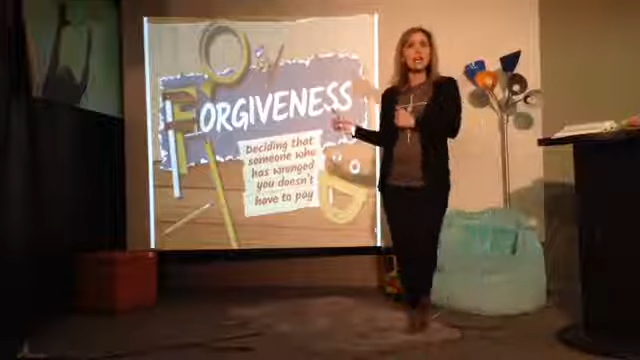 FORGIVENESS
Deciding that
someone who
has wronged
you doesn't
have to pay